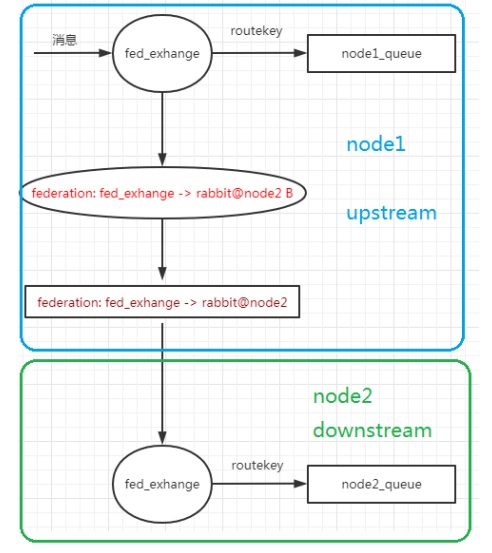 消息
routekey
fed_exhange
node1_queue
node1
federation: fed_exhange -> rabbit@node2 B
upstream
federation: fed_exhange -> rabbit@node2
node2
downstream
routekey
fed_exhange
node2_queue